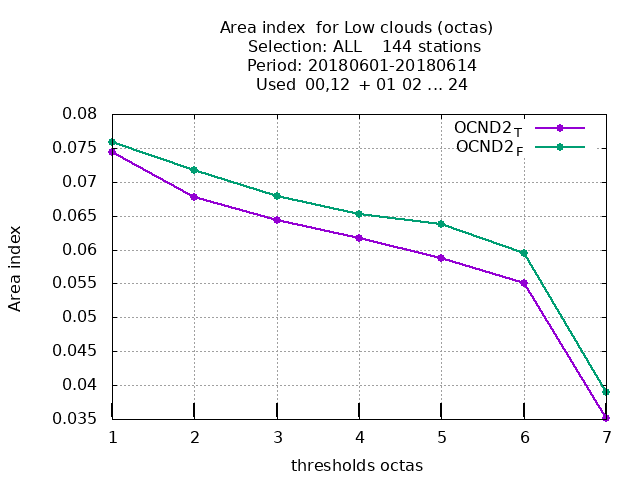 Area index  for Low clouds (octas)
Selection: ALL    144 stations
Period: 20180601-20180614
Used  00,12  + 01 02 ... 24
0.08
0.075
0.07
0.065
0.06
0.055
0.05
0.045
0.04
0.035
Area index
OCND2T
OCND2F
1 2 3 4 5 6 7
thresholds octas